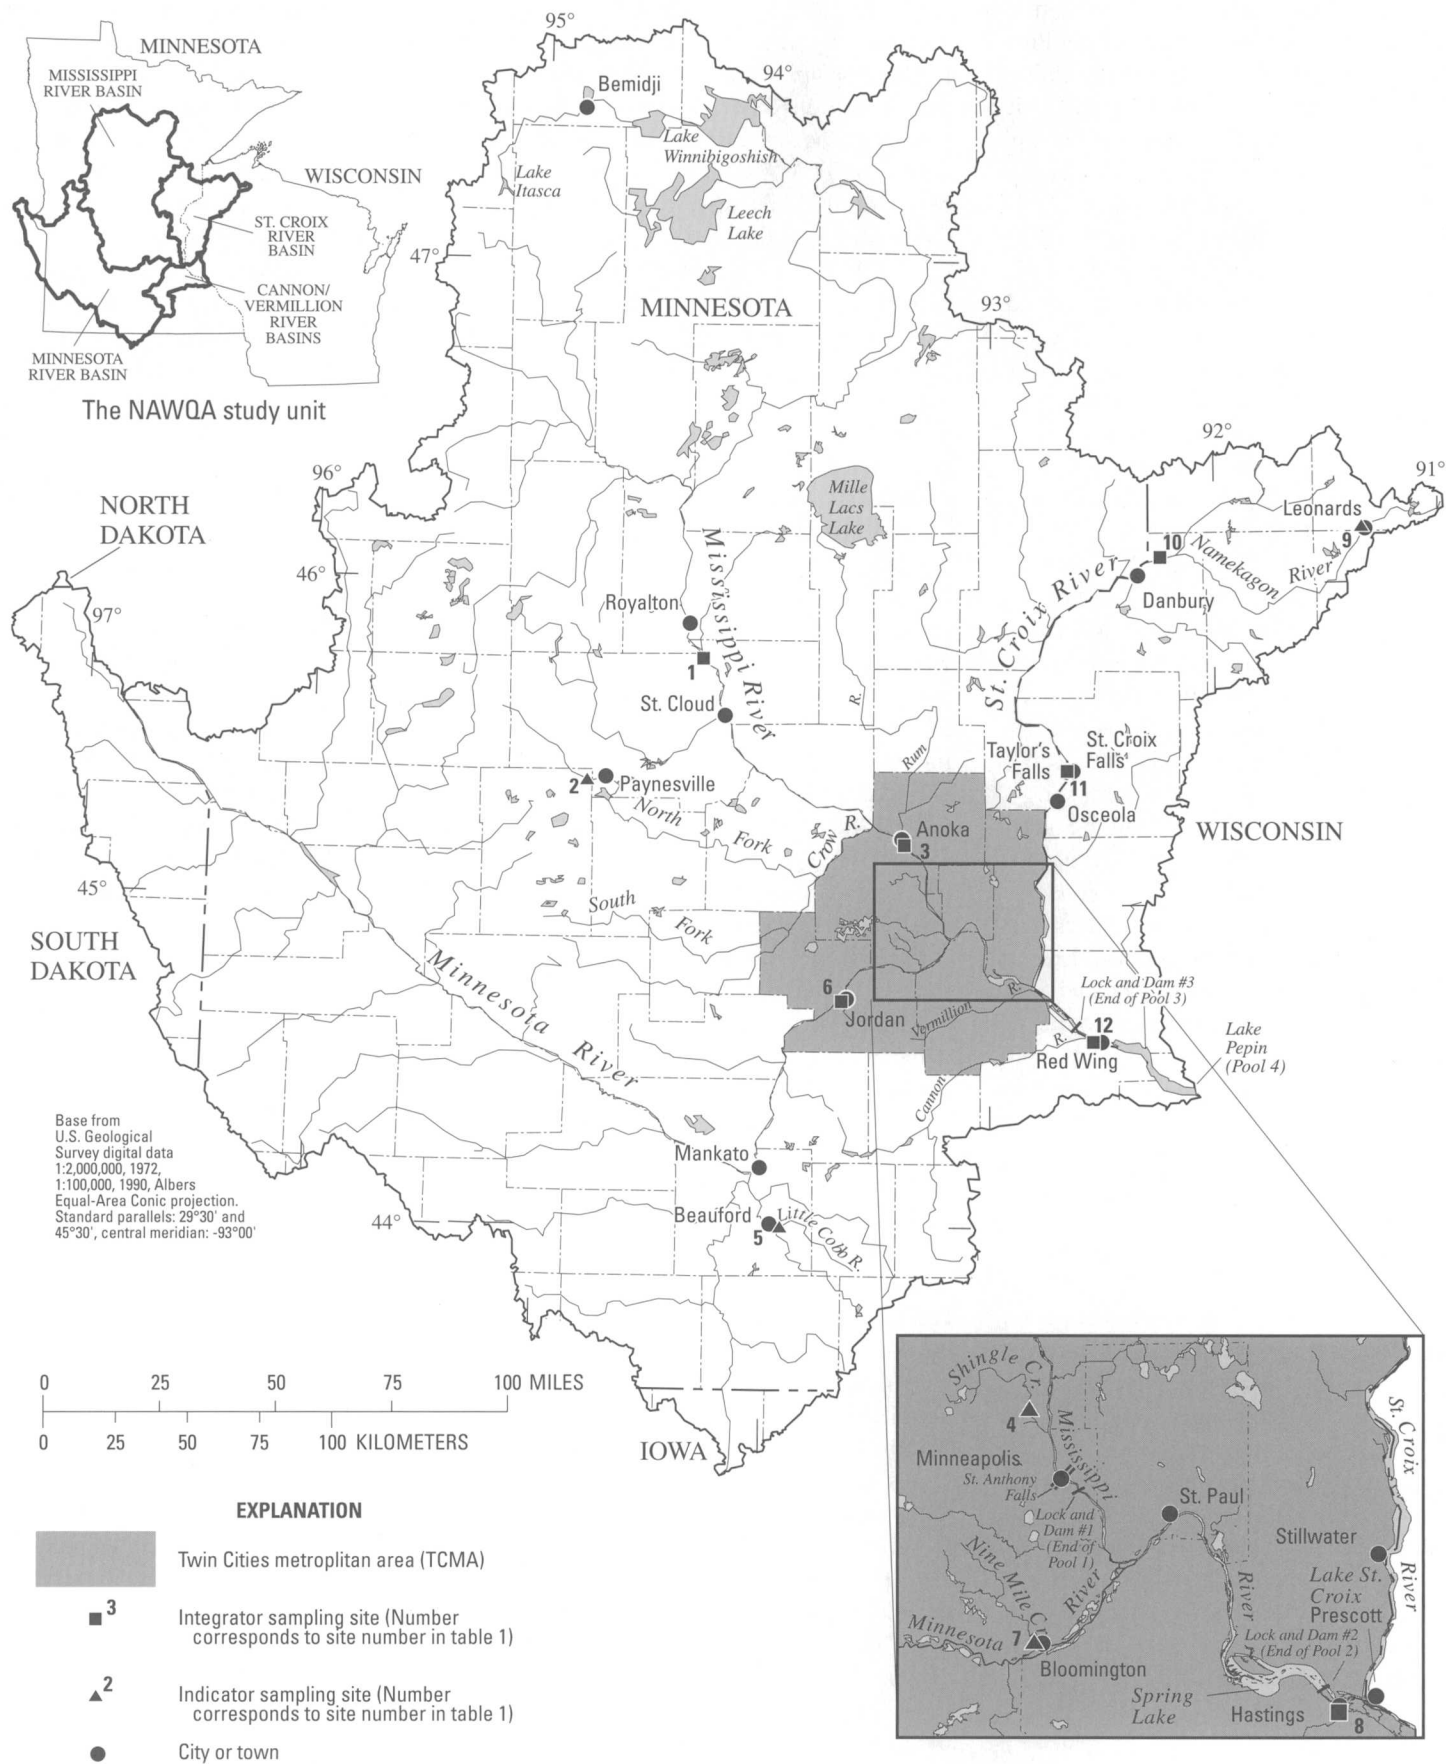 MINNESOTA
MISSISSIPPI
RIVER BASIN
WISCONSIN
ST. CROIX
RIVER
BASIN
CANNON/
VERMILLION
RIVER
BASINS
MINNESOTA
RIVER BASIN
The NAWQA study unit
95°
94°
Bemidji
Lake
Winnibigoshish
Lake
Itasca
Leech
Lake
47°
MINNESOTA
93°
92°
91°
96°
NORTH
DAKOTA
Mille
Lacs
Lake
Leonards
9
10
Namekagon
River
46°
97°
Mississippi River
Royalton
1
St. Croix River
Danbury
St. Cloud
R.
Rum
Taylor's
Falls
St. Croix
Falls
11
Osceola
2
Paynesville
North
Fork
Crow R.
Anoka
3
WISCONSIN
45°
South
Fork
SOUTH
DAKOTA
Minnesota River
6
Jordan
Vermillion
R.
Lock and Dam #3
(End of Pool 3)
12
R.
Red Wing
Lake
Pepin
(Pool 4)
Cannon
Base from
U.S. Geological
Survey digital data
1:2,000,000, 1972,
1:100,000, 1990, Albers
Equal-Area Conic projection.
Standard parallels: 29°30' and
45°30', central meridian: -93°00'
Mankato
44°
Beauford
5
Little Cobb R.
IOWA
0 25 50 75 100 MILES
0 25 50 75 100 KILOMETERS
EXPLANATION
Twin Cities metroplitan area (TCMA)
3
Integrator sampling site (Number
corresponds to site number in table 1)
2
Indicator sampling site (Number
corresponds to site number in table 1)
City or town
Shingle Cr.
4
Mississippi
Minneapolis
St. Anthony
Falls
Lock and
Dam #1
(End of
Pool 1)
St. Paul
St. Croix
River
Stillwater
Lake St.
Croix
Prescott
Nine Mile Cr.
River
River
Minnesota
7
Bloomington
Lock and Dam #2
(End of Pool 2)
Spring
Lake
Hastings
8